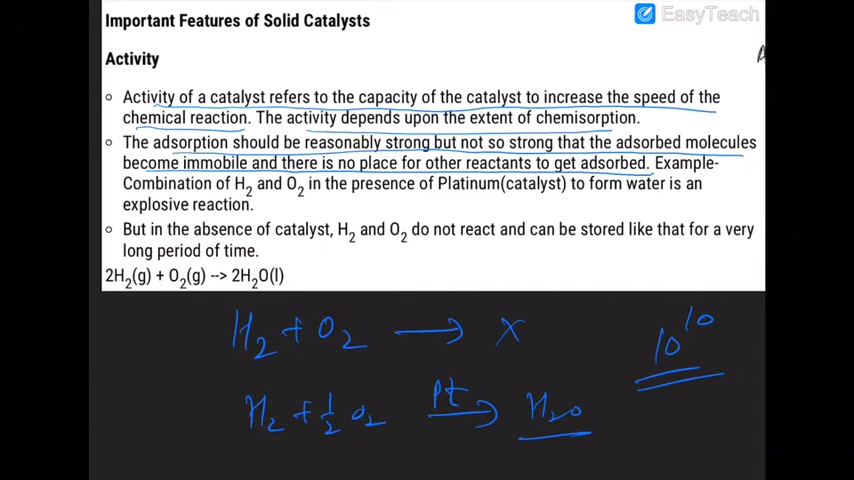 Important Features of Solid Catalysts
EasyTeach
Activity
Activity of a catalyst refers to the capacity of the catalyst to increase the speed of the
chemical reaction. The activity depends upon the extent of chemisorption.
The adsorption should be reasonably strong but not so strong that the adsorbed molecules
become immobile and there is no place for other reactants to get adsorbed. Example-
Combination of H₂ and O₂ in the presence of Platinum(catalyst) to form water is an
explosive reaction.
But in the absence of catalyst, H₂ and O₂ do not react and can be stored like that for a very
long period of time.
2H₂(g) + O₂(g) --> 2H₂O(l)
H₂ + O₂ ⟶ X
10¹⁰
Pt
H₂ + ½ O₂ ⟶ H₂O